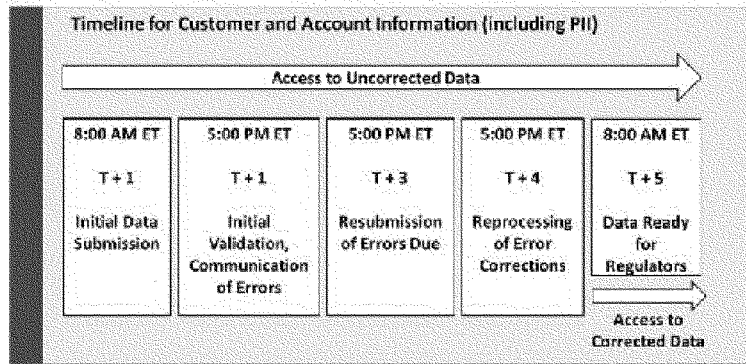 Timeline for Customer and Account Information (including PII)
Access to Uncorrected Data
8:00 AM ET
T + 1
Initial Data
Submission
5:00 PM ET
T + 1
Initial
Validation,
Communication
of Errors
5:00 PM ET
T + 3
Resubmission
of Errors Due
5:00 PM ET
T + 4
Reprocessing
of Error
Corrections
8:00 AM ET
T + 5
Data Ready
for
Regulators
Access to
Corrected Data